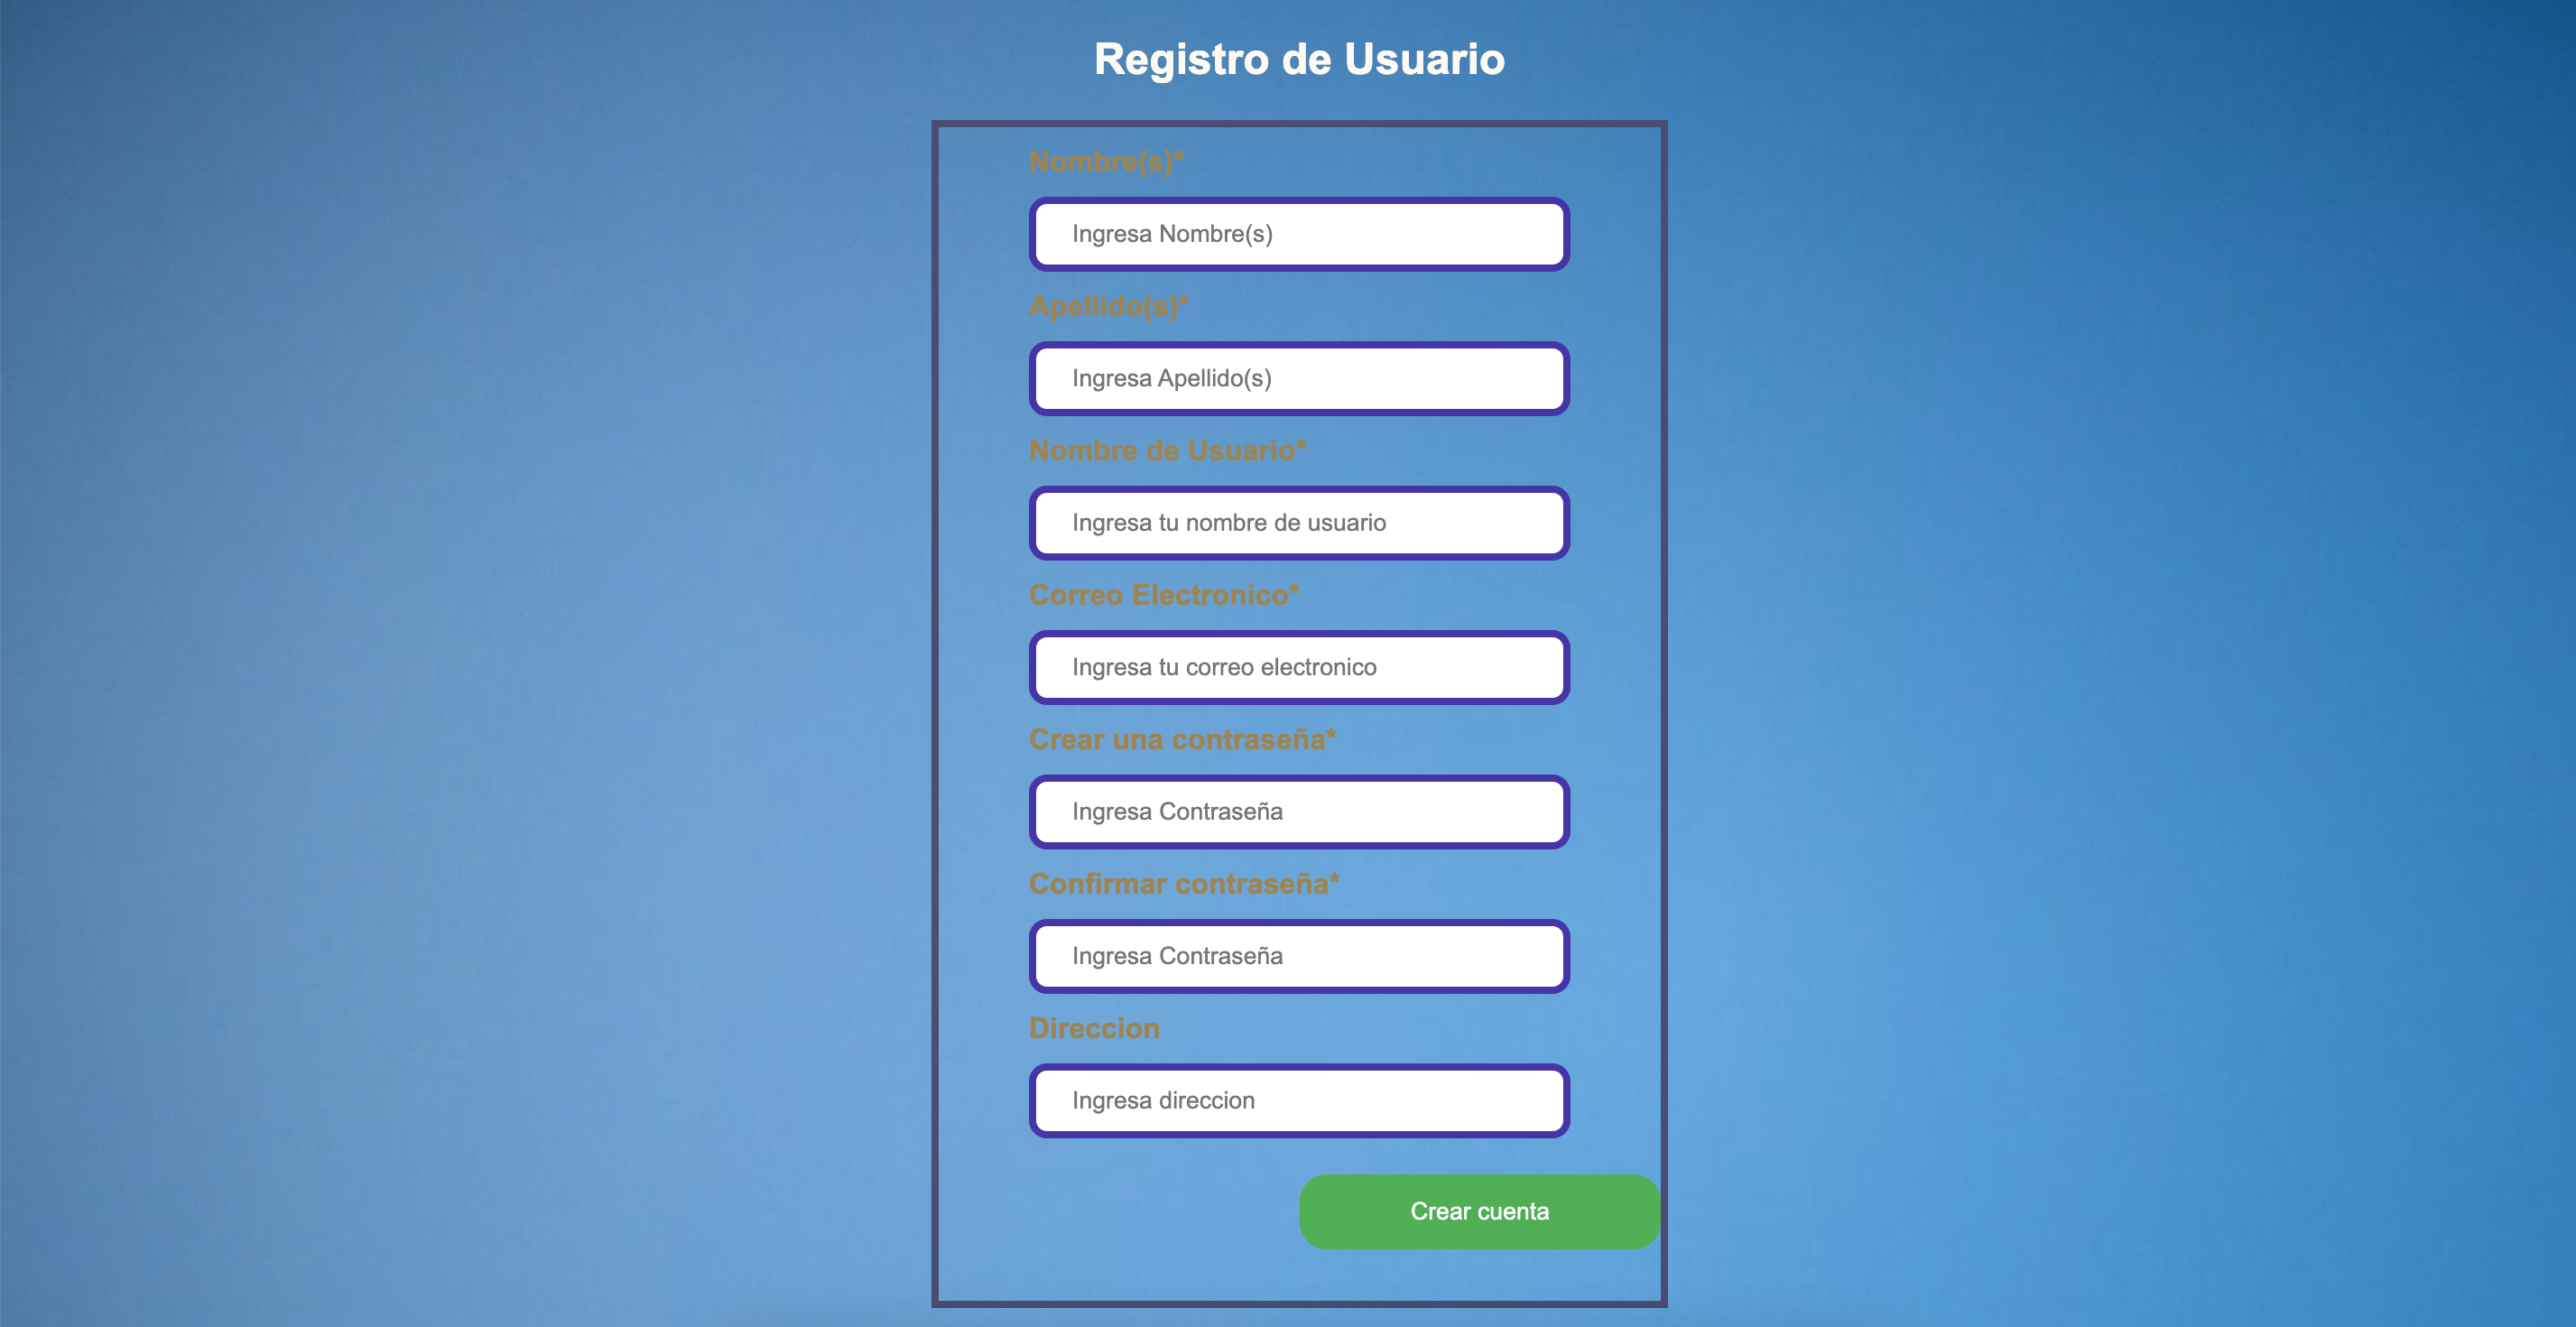 Registro de Usuario
Nombre(s)*
Ingresa Nombre(s)
Apellido(s)*
Ingresa Apellido(s)
Nombre de Usuario*
Ingresa tu nombre de usuario
Correo Electronico*
Ingresa tu correo electronico
Crear una contraseña*
Ingresa Contraseña
Confirmar contraseña*
Ingresa Contraseña
Direccion
Ingresa direccion
Crear cuenta